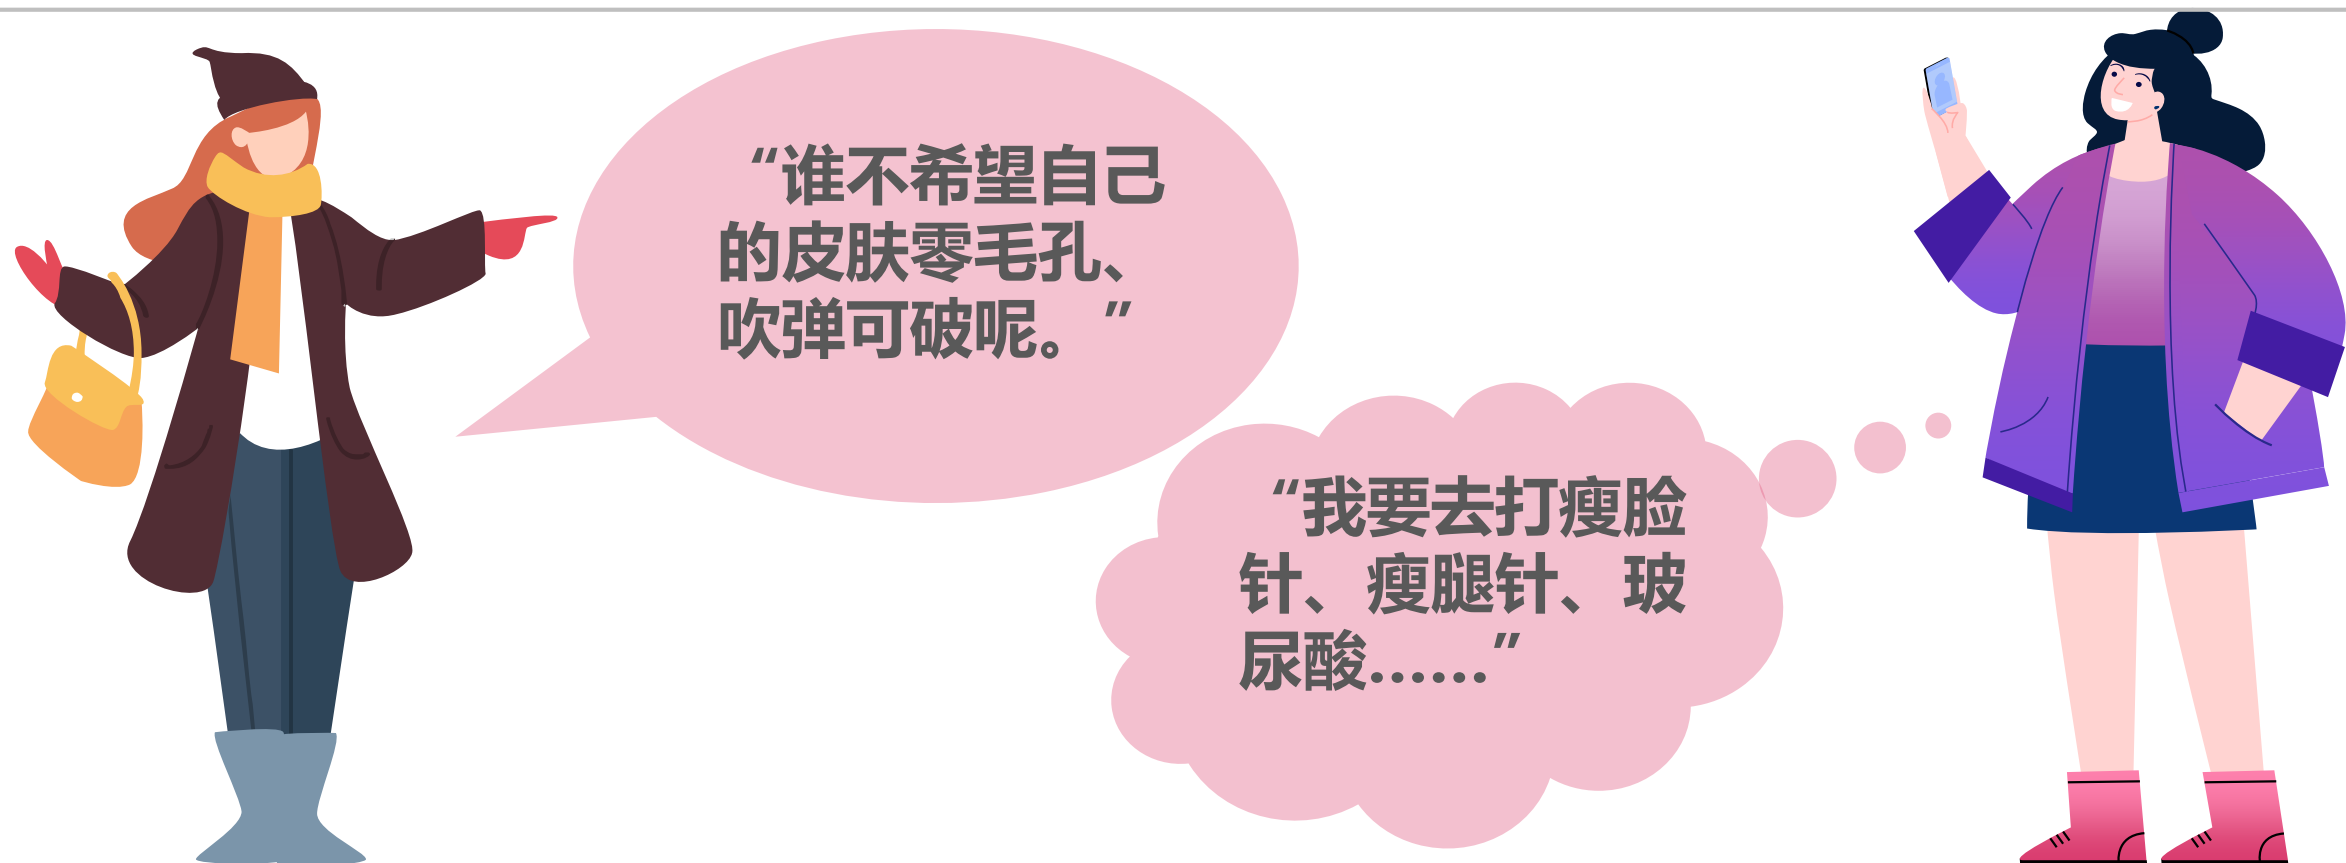 “谁不希望自己
的皮肤零毛孔、
吹弹可破呢。”
“我要去打瘦脸
针、瘦腿针、玻
尿酸……”